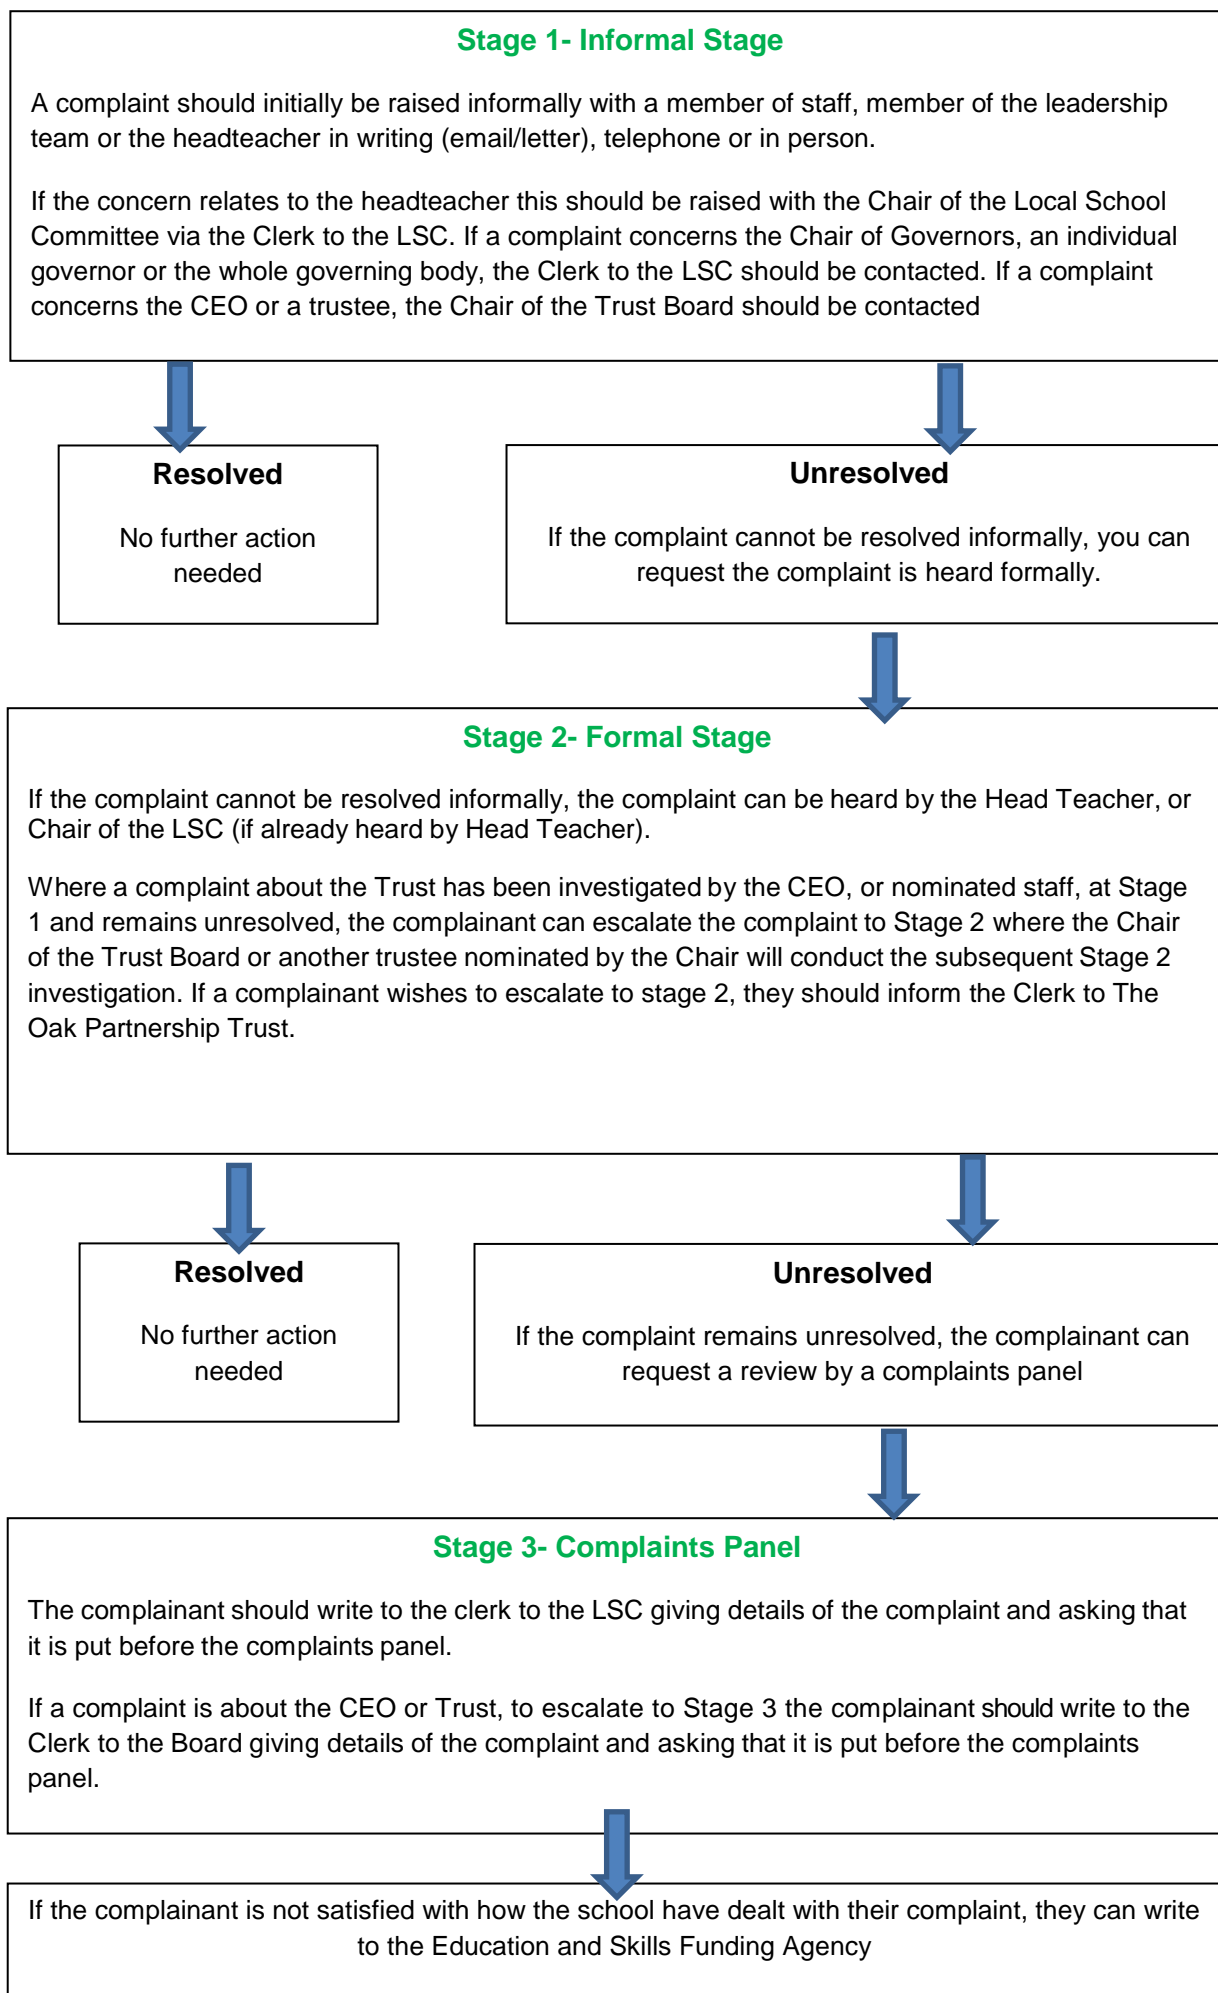 Stage 1- Informal Stage
A complaint should initially be raised informally with a member of staff, member of the leadership
team or the headteacher in writing (email/letter), telephone or in person.
If the concern relates to the headteacher this should be raised with the Chair of the Local School
Committee via the Clerk to the LSC. If a complaint concerns the Chair of Governors, an individual
governor or the whole governing body, the Clerk to the LSC should be contacted. If a complaint
concerns the CEO or a trustee, the Chair of the Trust Board should be contacted
Resolved
No further action
needed
Unresolved
If the complaint cannot be resolved informally, you can
request the complaint is heard formally.
Stage 2- Formal Stage
If the complaint cannot be resolved informally, the complaint can be heard by the Head Teacher, or
Chair of the LSC (if already heard by Head Teacher).
Where a complaint about the Trust has been investigated by the CEO, or nominated staff, at Stage
1 and remains unresolved, the complainant can escalate the complaint to Stage 2 where the Chair
of the Trust Board or another trustee nominated by the Chair will conduct the subsequent Stage 2
investigation. If a complainant wishes to escalate to stage 2, they should inform the Clerk to The
Oak Partnership Trust.
Resolved
No further action
needed
Unresolved
If the complaint remains unresolved, the complainant can
request a review by a complaints panel
Stage 3- Complaints Panel
The complainant should write to the clerk to the LSC giving details of the complaint and asking that
it is put before the complaints panel.
If a complaint is about the CEO or Trust, to escalate to Stage 3 the complainant should write to the
Clerk to the Board giving details of the complaint and asking that it is put before the complaints
panel.
If the complainant is not satisfied with how the school have dealt with their complaint, they can write
to the Education and Skills Funding Agency